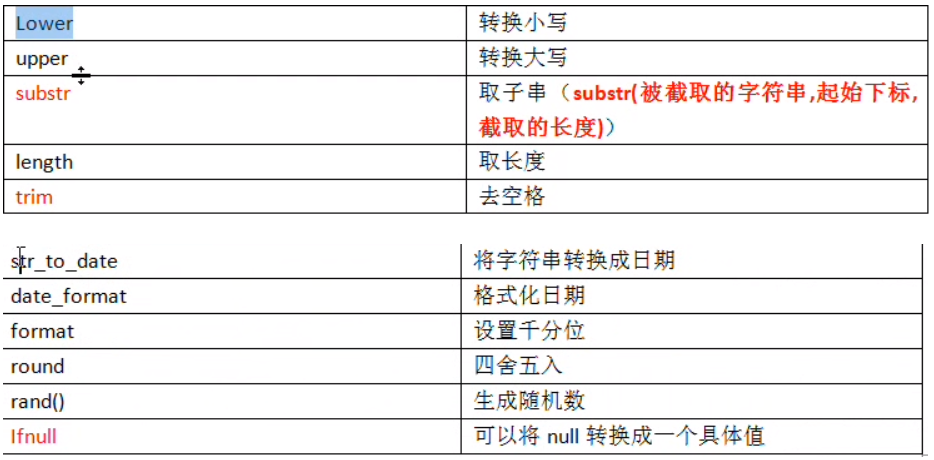 Lower 转换小写
upper 转换大写
substr 取子串（substr(被截取的字符串,起始下标,
截取的长度)）
length 取长度
trim 去空格
str_to_date 将字符串转换成日期
date_format 格式化日期
format 设置千分位
round 四舍五入
rand() 生成随机数
Ifnull 可以将 null 转换成一个具体值